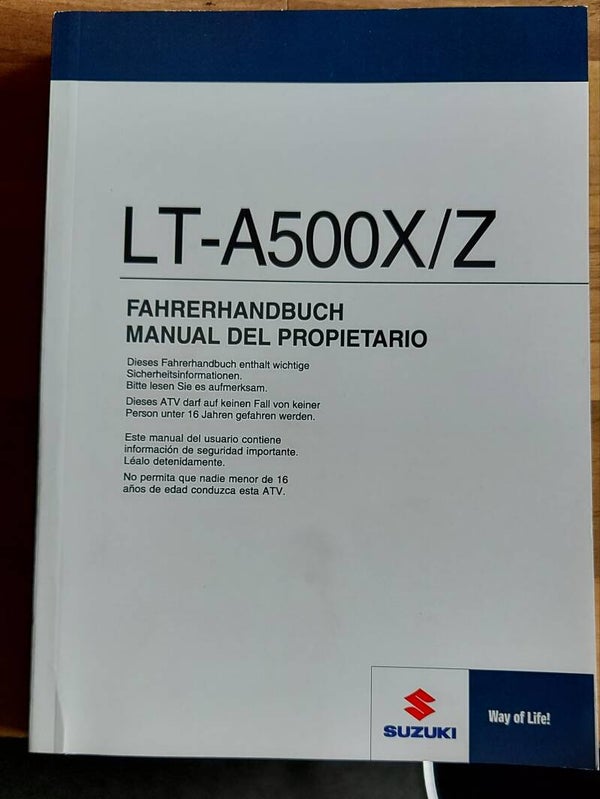 LT-A500X/Z
FAHRERHANDBUCH
MANUAL DEL PROPIETARIO
Dieses Fahrerhandbuch enthält wichtige
Sicherheitsinformationen.
Bitte lesen Sie es aufmerksam.
Dieses ATV darf auf keinen Fall von keiner
Person unter 16 Jahren gefahren werden.
Este manual del usuario contiene
información de seguridad importante.
Léalo detenidamente.
No permita que nadie menor de 16
años de edad conduzca esta ATV.
SUZUKI
Way of Life!